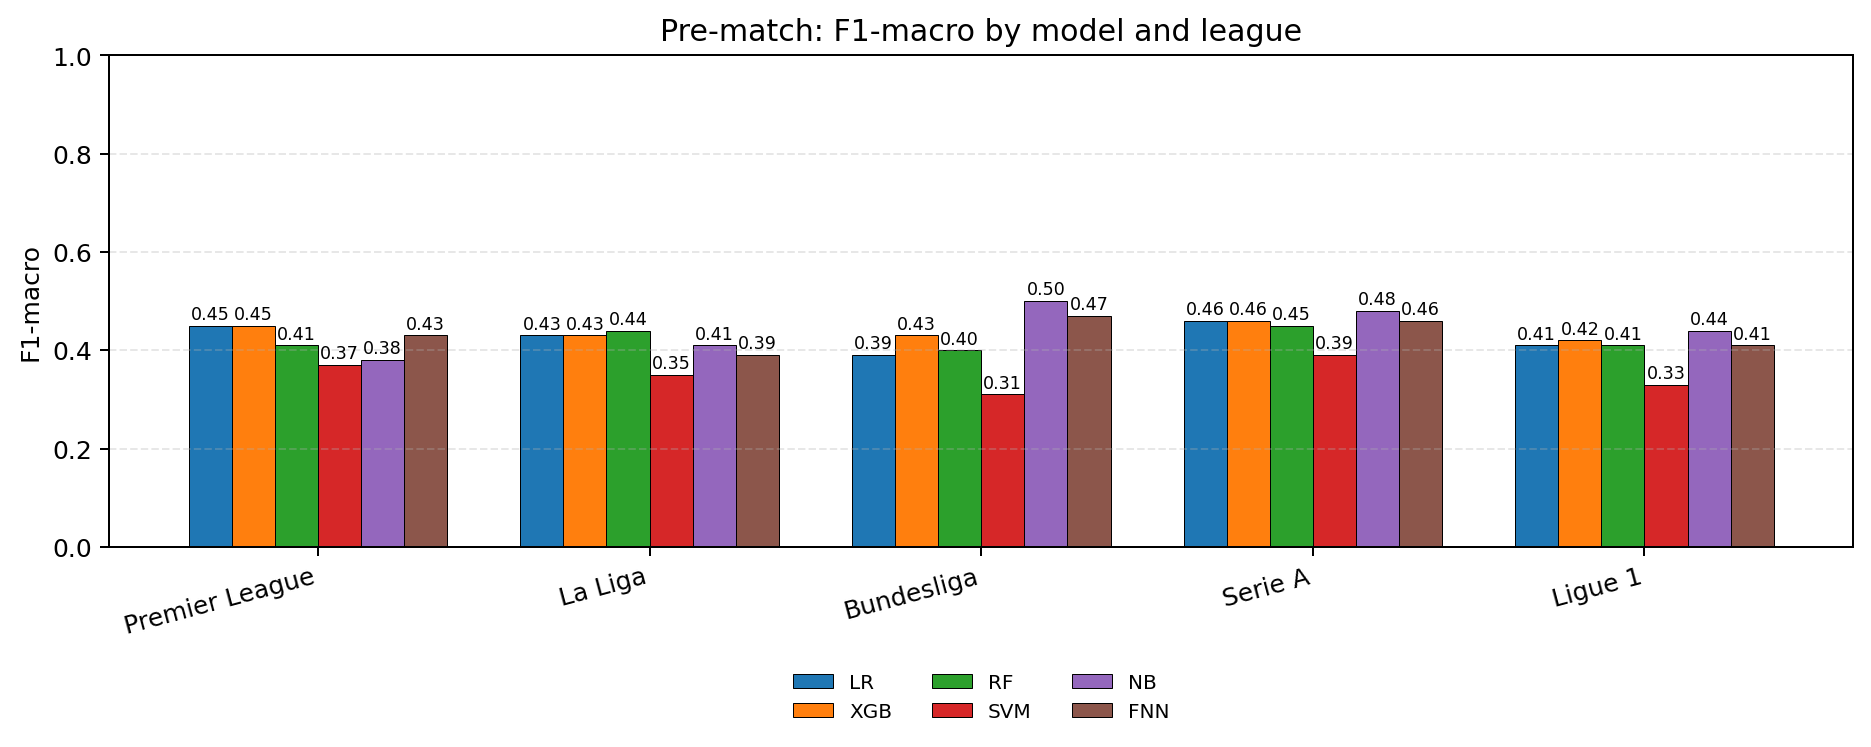 Pre-match: F1-macro by model and league
F1-macro
1.0
0.8
0.6
0.4
0.2
0.0
0.45 0.45 0.41 0.37 0.38 0.43
0.43 0.43 0.44 0.35 0.41 0.39
0.39 0.43 0.40 0.31 0.50 0.47
0.46 0.46 0.45 0.39 0.48 0.46
0.41 0.42 0.41 0.33 0.44 0.41
Premier League
La Liga
Bundesliga
Serie A
Ligue 1
LR RF NB
XGB SVM FNN